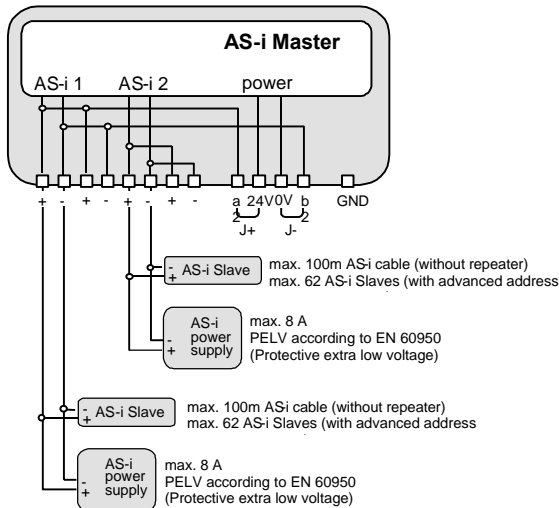 AS-i Master
AS-i 1 AS-i 2 power
+ - + - + - + - a 24V 0V b GND
2 2
J+ J-
- AS-i Slave
+
max. 100m AS-i cable (without repeater)
max. 62 AS-i Slaves (with advanced address
AS-i
- power
+ supply
max. 8 A
PELV according to EN 60950
(Protective extra low voltage)
- AS-i Slave
+
max. 100m AS-i cable (without repeater)
max. 62 AS-i Slaves (with advanced address
AS-i
- power
+ supply
max. 8 A
PELV according to EN 60950
(Protective extra low voltage)